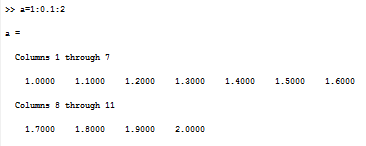 >> a=1:0.1:2
a =
Columns 1 through 7
1.0000 1.1000 1.2000 1.3000 1.4000 1.5000 1.6000
Columns 8 through 11
1.7000 1.8000 1.9000 2.0000